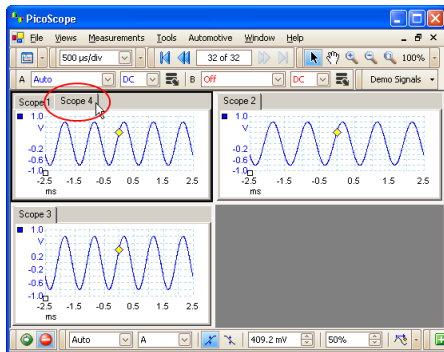 PicoScope
File Views Measurements Tools Automotive Window Help
500 µs/div 32 of 32 100%
A Auto DC B Off DC Demo Signals
Scope 1 Scope 4
1.0
V
-0.2
-0.6
-1.0
-2.5 -1.5 -0.5 0.5 1.5 2.5
ms
Scope 2
1.0
V
-0.2
-0.6
-1.0
-2.5 -1.5 -0.5 0.5 1.5 2.5
ms
Scope 3
1.0
V
0.2
-0.2
-0.6
-1.0
-2.5 -1.5 -0.5 0.5 1.5 2.5
ms
Auto A 409.2 mV 50%